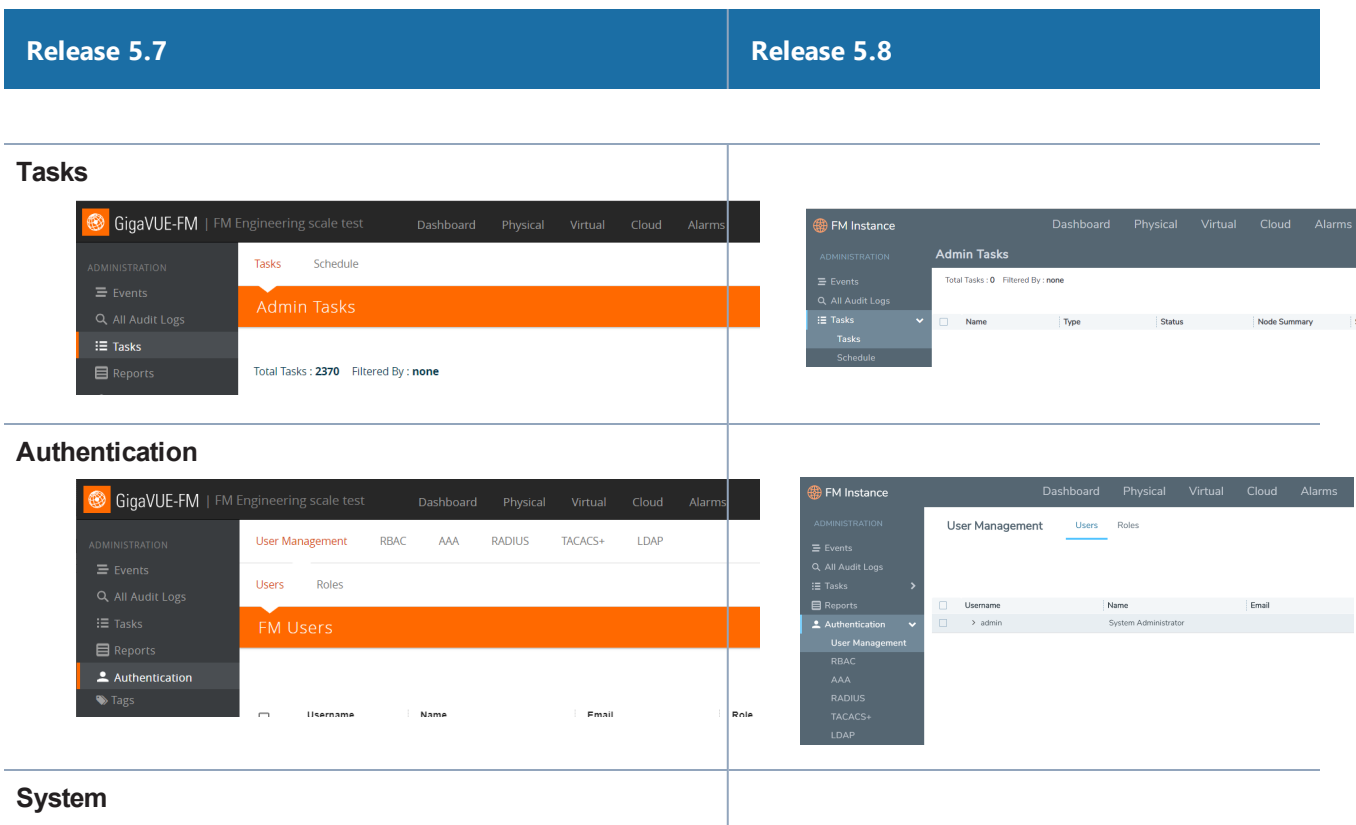 Release 5.7
Release 5.8
Tasks
GigaVUE-FM | FM Engineering scale test Dashboard Physical Virtual Cloud Alarms
ADMINISTRATION
Tasks Schedule
Events
Admin Tasks
All Audit Logs
Tasks
Reports
Total Tasks : 2370 Filtered By : none
FM Instance Dashboard Physical Virtual Cloud Alarms
ADMINISTRATION
Admin Tasks
Events
Total Tasks : 0 Filtered By : none
All Audit Logs
Tasks
Name Type Status Node Summary
Tasks
Schedule
Authentication
GigaVUE-FM | FM Engineering scale test Dashboard Physical Virtual Cloud Alarms
ADMINISTRATION
User Management RBAC AAA RADIUS TACACS+ LDAP
Events
Users Roles
All Audit Logs
Tasks
FM Users
Reports
Authentication
Tags
Username Name Email Role
FM Instance Dashboard Physical Virtual Cloud Alarms
ADMINISTRATION
User Management Users Roles
Events
All Audit Logs
Tasks
Reports
Username Name Email
Authentication
admin System Administrator
User Management
RBAC
AAA
RADIUS
TACACS+
LDAP
System